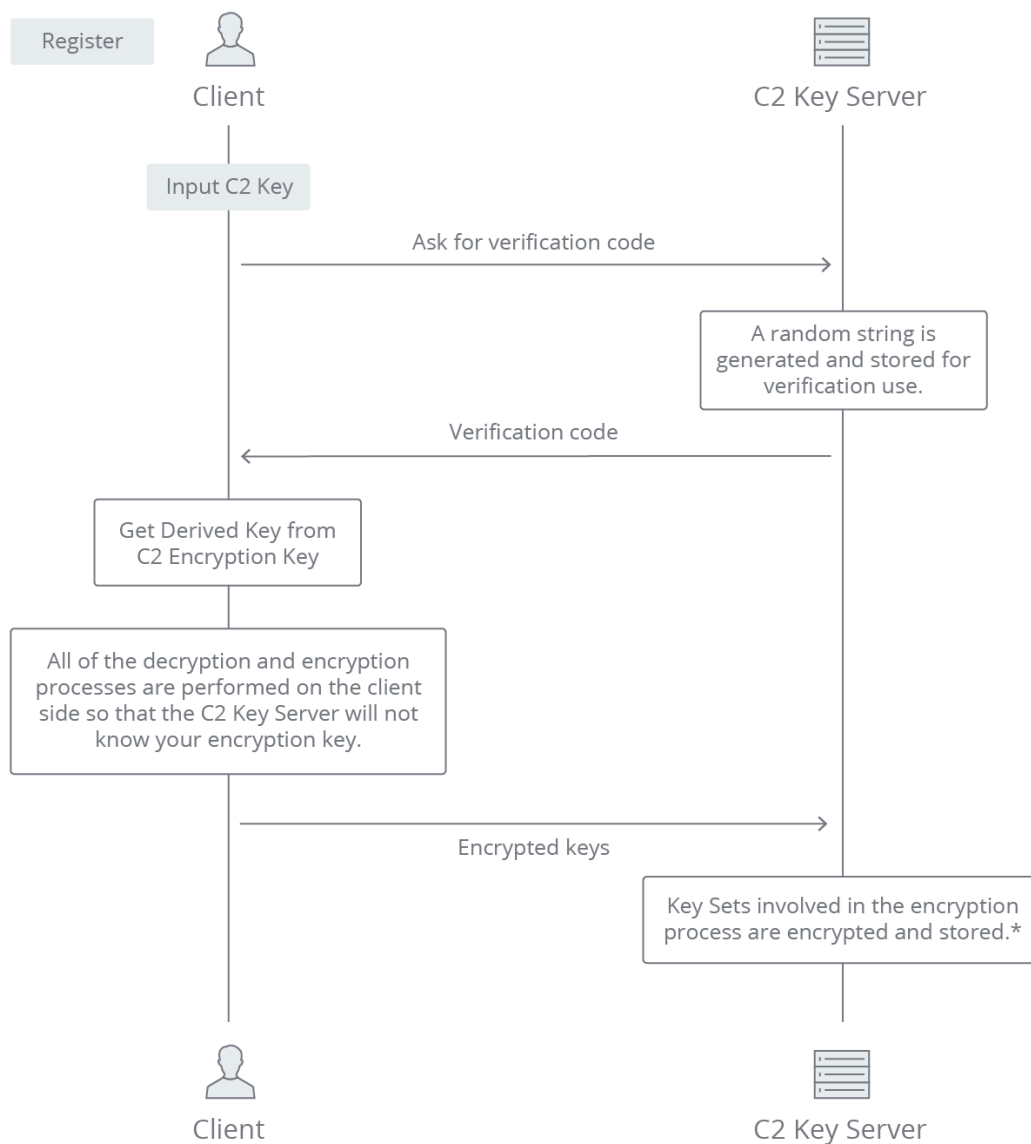 Register
Client
C2 Key Server
Input C2 Key
Ask for verification code
A random string is
generated and stored for
verification use.
Verification code
Get Derived Key from
C2 Encryption Key
All of the decryption and encryption
processes are performed on the client
side so that the C2 Key Server will not
know your encryption key.
Encrypted keys
Key Sets involved in the encryption
process are encrypted and stored.*
Client
C2 Key Server